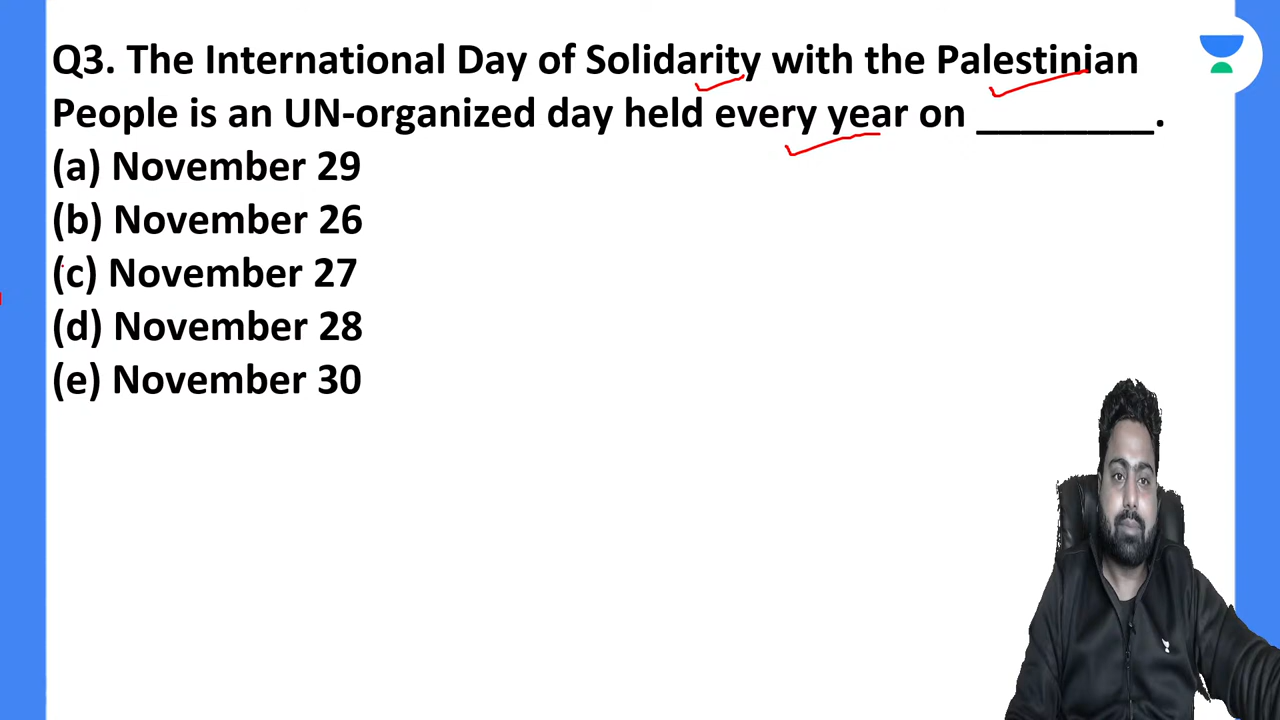 Q3. The International Day of Solidarity with the Palestinian
People is an UN-organized day held every year on _________.
(a) November 29
(b) November 26
(c) November 27
(d) November 28
(e) November 30